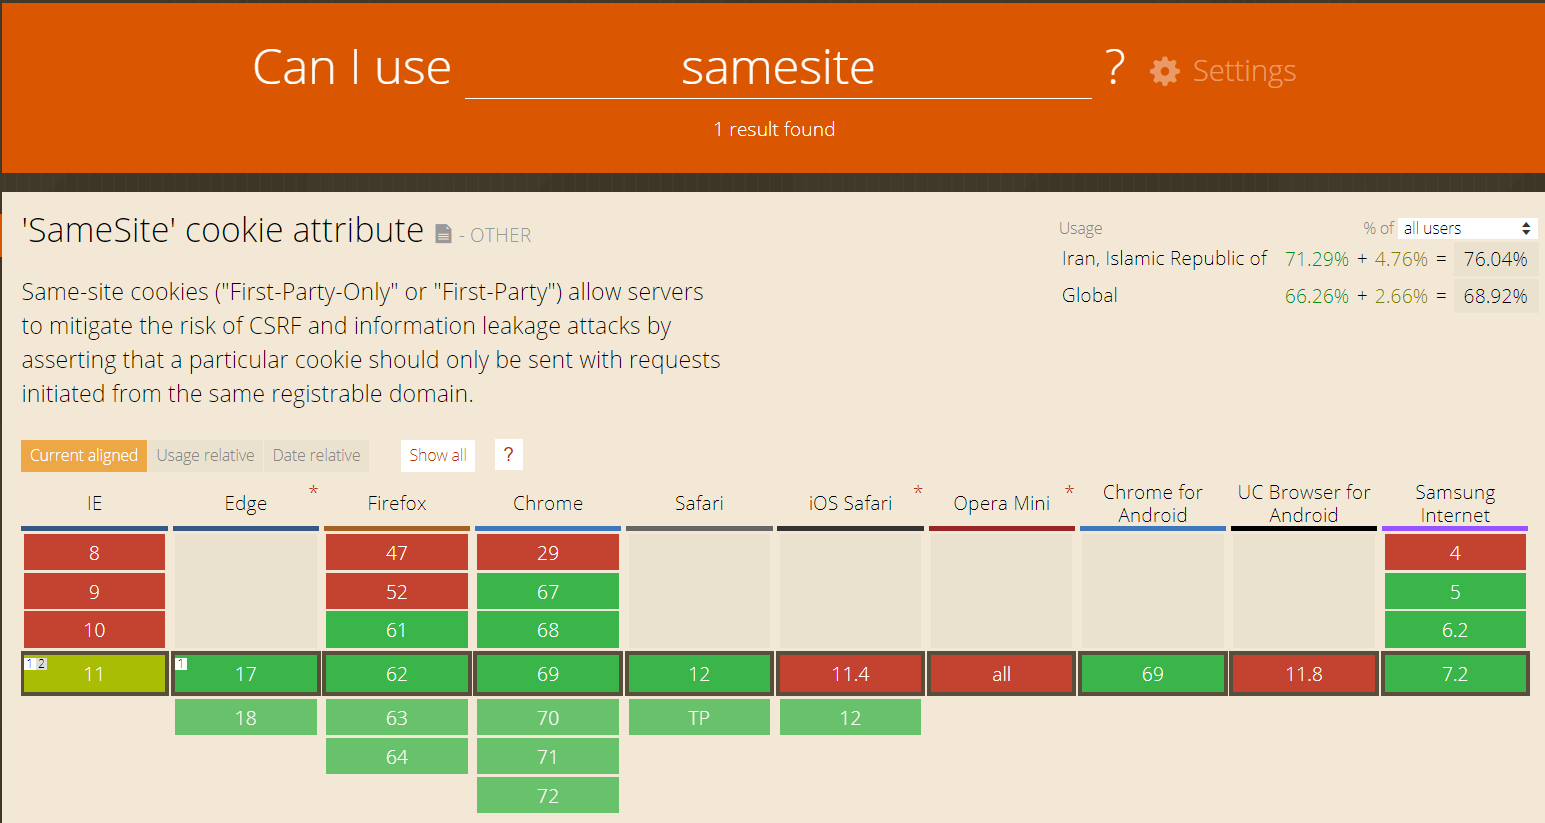 Can I use samesite ? Settings
1 result found
'SameSite' cookie attribute - OTHER
Same-site cookies ("First-Party-Only" or "First-Party") allow servers
to mitigate the risk of CSRF and information leakage attacks by
asserting that a particular cookie should only be sent with requests
initiated from the same registrable domain.
Usage % of all users
Iran, Islamic Republic of 71.29% + 4.76% = 76.04%
Global 66.26% + 2.66% = 68.92%
Current aligned Usage relative Date relative Show all ?
IE Edge * Firefox Chrome Safari iOS Safari * Opera Mini * Chrome for Android UC Browser for Android Samsung Internet
8 47 29 4
9 52 67 5
10 61 68 6.2
1 2 11 1 17 62 69 12 11.4 all 69 11.8 7.2
18 63 70 TP 12
64 71
72